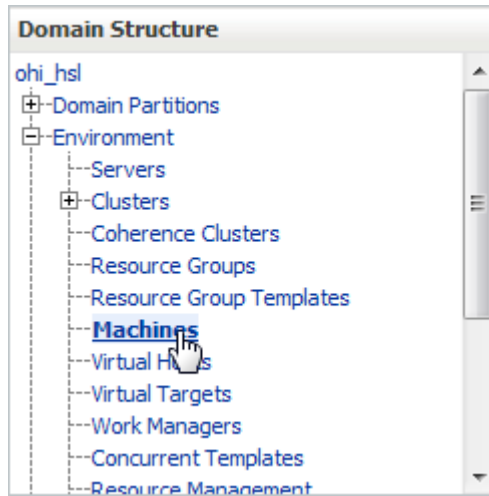 Domain Structure
ohi_hsl
Domain Partitions
Environment
Servers
Clusters
Coherence Clusters
Resource Groups
Resource Group Templates
Machines
Virtual Hosts
Virtual Targets
Work Managers
Concurrent Templates
Resource Management